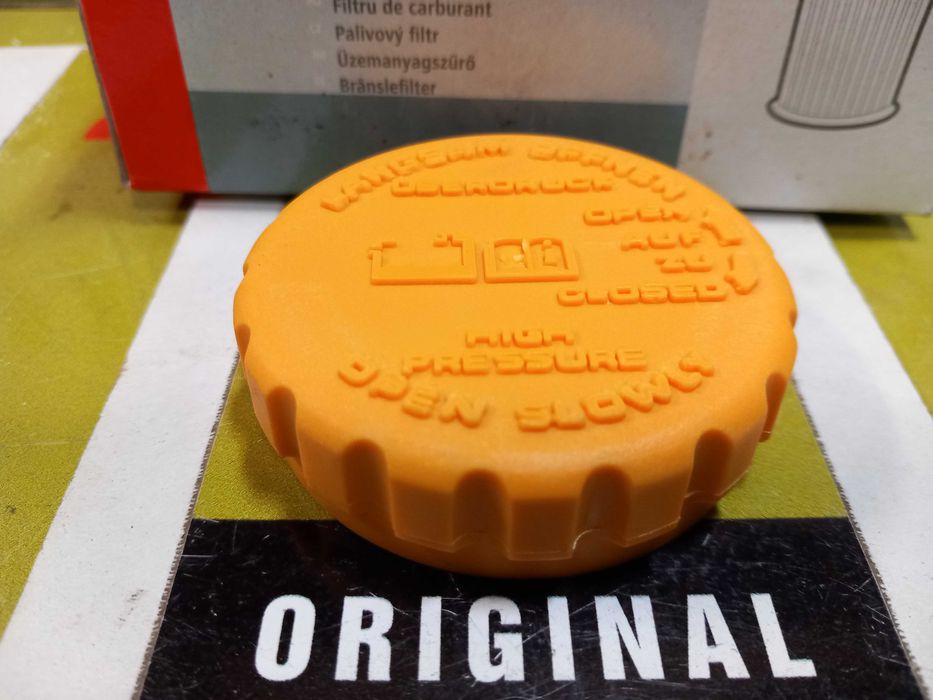 Filtru de carburant
Palivový filtr
Üzemanyagszűrő
Bränslefilter
LANGSAM ÖFFNEN
ÜBERDRUCK
OPEN
AUF
ZU
CLOSED
HIGH
PRESSURE
OPEN SLOWLY
ORIGINAL